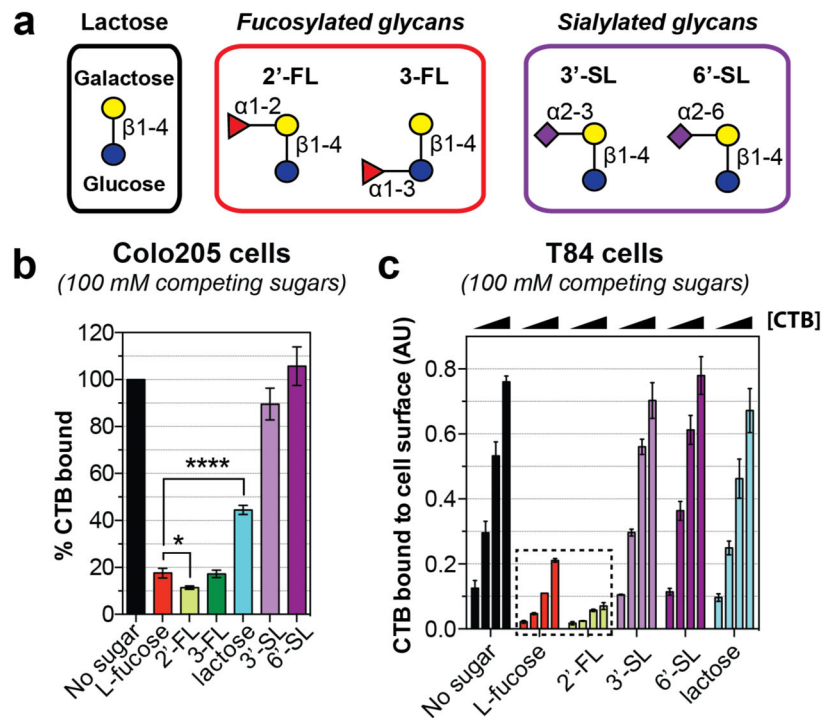 a
Lactose
Fucosylated glycans
Sialylated glycans
Galactose
β1-4
Glucose
2’-FL
α1-2
β1-4
3-FL
β1-4
α1-3
3’-SL
α2-3
β1-4
6’-SL
α2-6
β1-4
b
Colo205 cells
(100 mM competing sugars)
% CTB bound
120
100
80
60
40
20
0
****
*
No sugar
L-fucose
2’-FL
3-FL
lactose
3’-SL
6’-SL
c
T84 cells
(100 mM competing sugars)
[CTB]
CTB bound to cell surface (AU)
0.8
0.6
0.4
0.2
0.0
No sugar
L-fucose
2’-FL
3’-SL
6’-SL
lactose